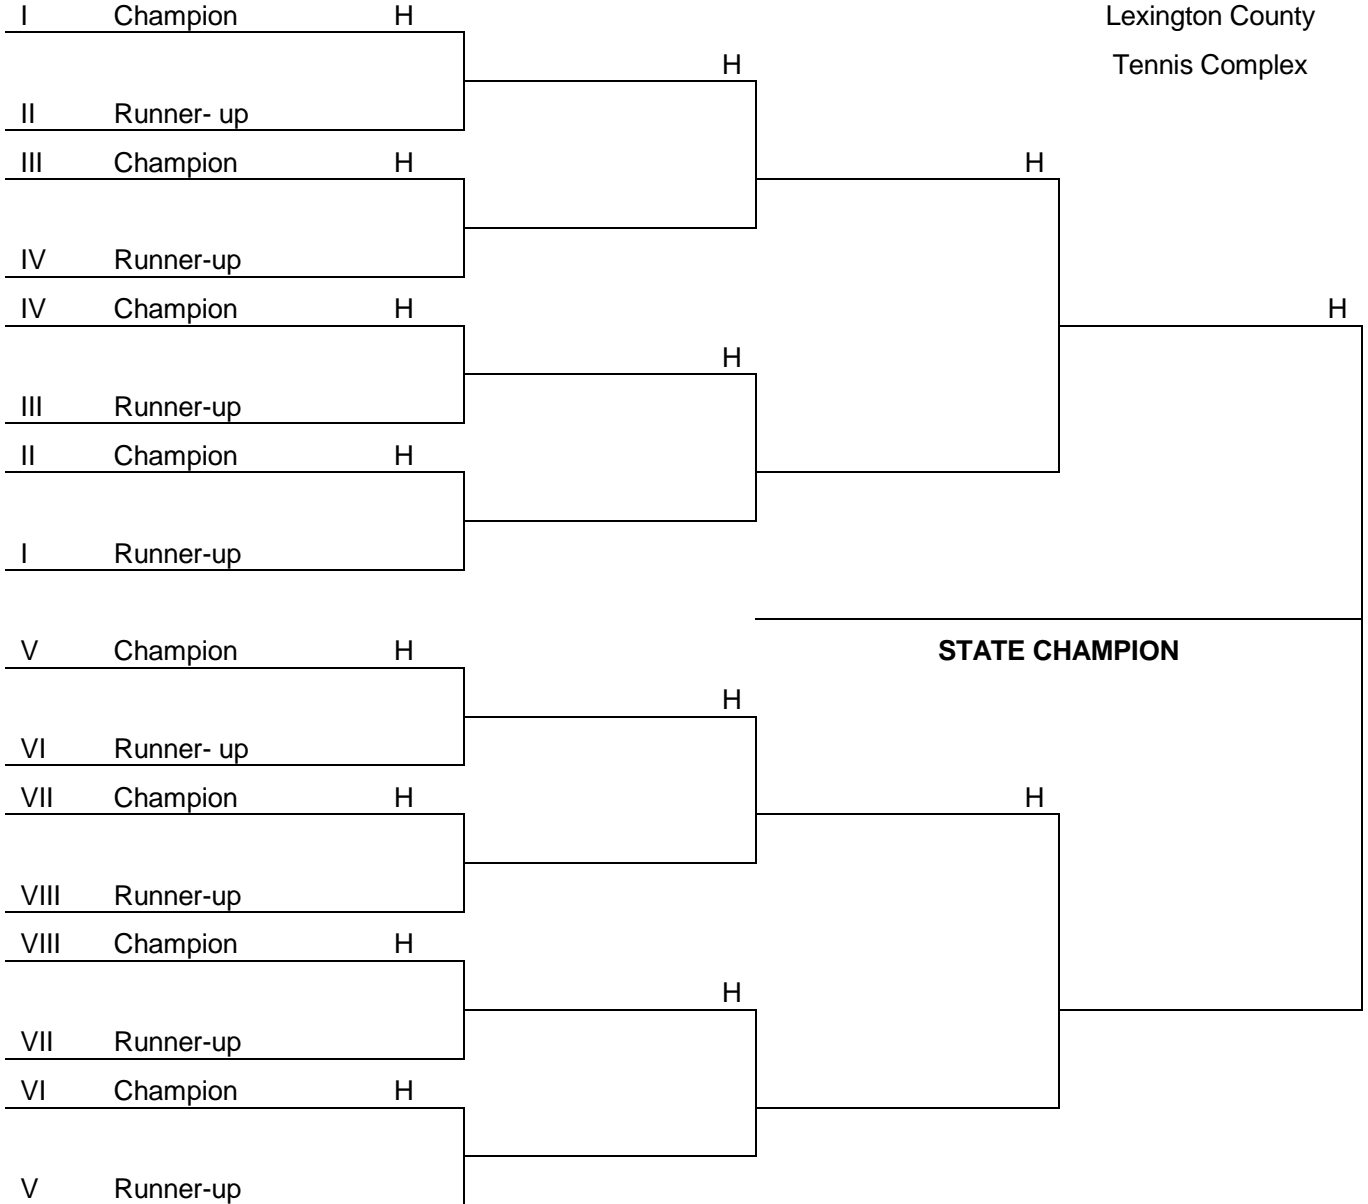 I Champion H Lexington County
H Tennis Complex
II Runner- up
III Champion H H
IV Runner-up
IV Champion H H
H
III Runner-up
II Champion H
I Runner-up
V Champion H STATE CHAMPION
H
VI Runner- up
VII Champion H H
VIII Runner-up
VIII Champion H
H
VII Runner-up
VI Champion H
V Runner-up